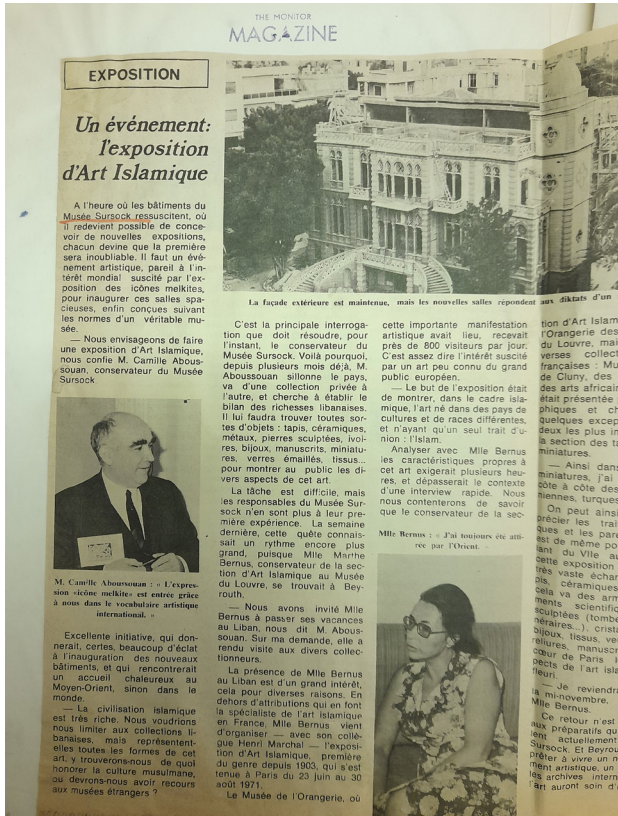 THE MONITOR
MAGAZINE
EXPOSITION
Un événement:
l'exposition
d'Art Islamique
A l'heure où les bâtiments du
Musée Sursock ressuscitent, où
il redevient possible de conce-
voir de nouvelles expositions,
chacun devine que la première
sera inoubliable. Il faut un évé-
nement artistique, pareil à l'in-
térêt mondial suscité par l'ex-
position des icônes melkites,
pour inaugurer ces salles spa-
cieuses, enfin conçues suivant
les normes d'un véritable mu-
sée.
— Nous envisageons de faire
une exposition d'Art Islamique,
nous confie M. Camille Abous-
souan, conservateur du Musée
Sursock
M. Camille Aboussouan : « L'expres-
sion «icône melkite» est entrée grâce
à nous dans le vocabulaire artistique
international. »
Excellente initiative, qui don-
nerait, certes, beaucoup d'éclat
à l'inauguration des nouveaux
bâtiments, et qui rencontrerait
un accueil chaleureux au
Moyen-Orient, sinon dans le
monde.
— La civilisation islamique
est très riche. Nous voudrions
nous limiter aux collections li-
banaises, mais représentent-
elles toutes les formes de cet
art, y trouverons-nous de quoi
honorer la culture musulmane,
ou devrons-nous avoir recours
aux musées étrangers ?
La façade extérieure est maintenue, mais les nouvelles salles répondent aux diktats d'un
C'est la principale interroga-
tion que doit résoudre, pour
l'instant, le conservateur du
Musée Sursock. Voilà pourquoi,
depuis plusieurs mois déjà, M.
Aboussouan sillonne le pays,
va d'une collection privée à
l'autre, et cherche à établir le
bilan des richesses libanaises.
Il lui faudra trouver toutes sor-
tes d'objets : tapis, céramiques,
métaux, pierres sculptées, ivoi-
res, bijoux, manuscrits, miniatu-
res, verres émaillés, tissus...
pour montrer au public les di-
vers aspects de cet art.
La tâche est difficile, mais
les responsables du Musée Sur-
sock n'en sont plus à leur pre-
mière expérience. La semaine
dernière, cette quête connais-
sait un rythme encore plus
grand, puisque Mlle Marthe
Bernus, conservateur de la sec-
tion d'Art Islamique au Musée
du Louvre, se trouvait à Bey-
routh.
— Nous avons invité Mlle
Bernus à passer ses vacances
au Liban, nous dit M. Abous-
souan. Sur ma demande, elle a
rendu visite aux divers collec-
tionneurs.
La présence de Mlle Bernus
au Liban est d'un grand intérêt,
cela pour diverses raisons. En
dehors d'attributions qui en font
la spécialiste de l'art islamique
en France, Mlle Bernus vient
d'organiser — avec son collè-
gue Henri Marchal — l'exposi-
tion d'Art Islamique, première
du genre depuis 1903, qui s'est
tenue à Paris du 23 juin au 30
août 1971.
Le Musée de l'Orangerie, où
cette importante manifestation
artistique avait lieu, recevait
près de 800 visiteurs par jour.
C'est assez dire l'intérêt suscité
par un art peu connu du grand
public européen.
— Le but de l'exposition était
de montrer, dans le cadre isla-
mique, l'art né dans des pays de
cultures et de races différentes,
et n'ayant qu'un seul trait d'u-
nion : l'Islam.
Analyser avec Mlle Bernus
les caractéristiques propres à
cet art exigerait plusieurs heu-
res, et dépasserait le contexte
d'une interview rapide. Nous
nous contenterons de savoir
que le conservateur de la sec-
Mlle Bernus : « J'ai toujours été atti-
rée par l'Orient. »
tion d'Art Islam
l'Orangerie des
du Louvre, mai
verses collect
françaises : Mu
de Cluny, des
des arts africain
était présentée
phiques et ch
quelques excep
deux les plus in
la section des ta
miniatures.
— Ainsi dans
miniatures, j'ai
côte à côte des
niennes, turques
On peut ainsi
précier les trai
ques et les pare
est de même po
lant du VIIe au
cette exposition
très vaste échan
pis, céramiques
cela va des arm
ments scientific
sculptées (tombe
néraires...), crist
bijoux, tissus, ve
reliures, manusc
cœur de Paris l
pects de l'art isla
fleuri.
— Je reviendra
la mi-novembre,
Mlle Bernus.
Ce retour n'est
aux préparatifs qu
ient actuellement
Sursock. Et Beyrou
prêter à vivre un n
ment artistique, un
les archives intern
l'art auront soin d'